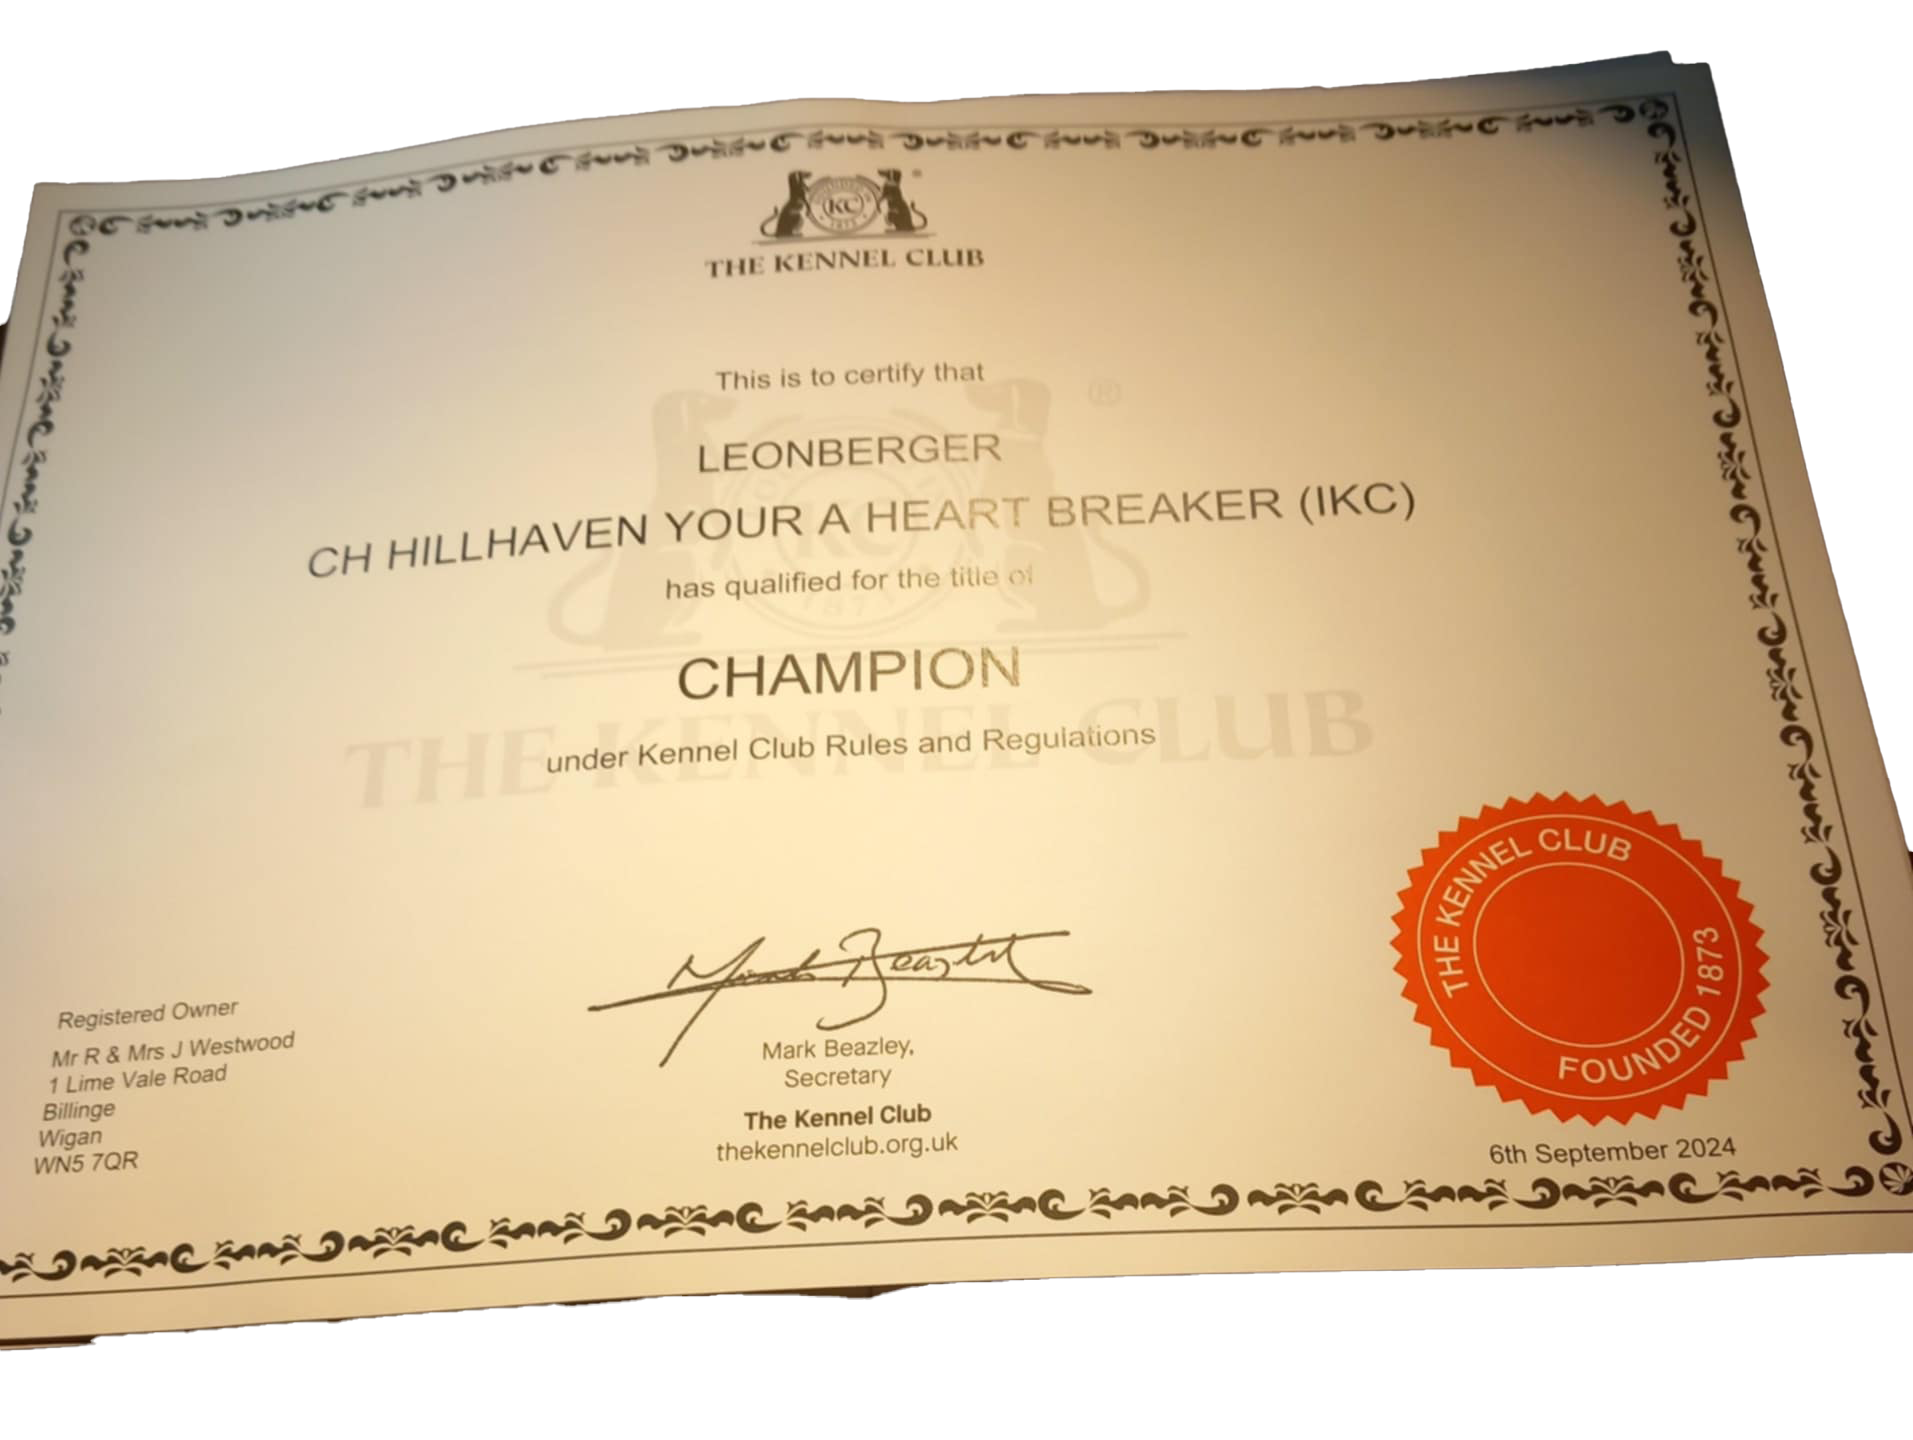 KC
1873
®
THE KENNEL CLUB
This is to certify that
LEONBERGER
CH HILLHAVEN YOUR A HEART BREAKER (IKC)
has qualified for the title of
CHAMPION
under Kennel Club Rules and Regulations
®
KC
THE KENNEL CLUB
Mark Beazley,
Secretary
The Kennel Club
thekennelclub.org.uk
Registered Owner
Mr R & Mrs J Westwood
1 Lime Vale Road
Billinge
Wigan
WN5 7QR
THE KENNEL CLUB
FOUNDED 1873
6th September 2024